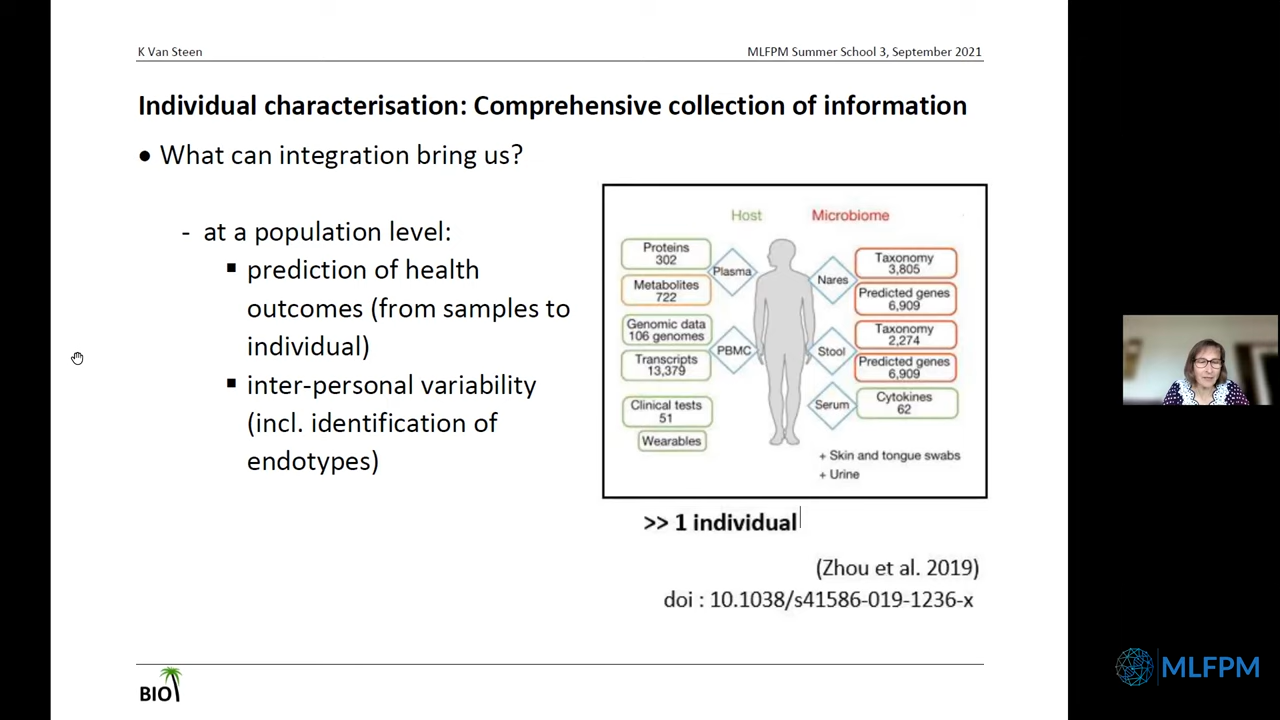 K Van Steen
MLFPM Summer School 3, September 2021
Individual characterisation: Comprehensive collection of information
● What can integration bring us?
- at a population level:
▪ prediction of health
outcomes (from samples to
individual)
▪ inter-personal variability
(incl. identification of
endotypes)
Host
Microbiome
Proteins
302
Metabolites
722
Plasma
Genomic data
106 genomes
Transcripts
13,379
PBMC
Clinical tests
51
Wearables
Nares
Taxonomy
3,805
Predicted genes
6,909
Stool
Taxonomy
2,274
Predicted genes
6,909
Serum
Cytokines
62
+ Skin and tongue swabs
+ Urine
>> 1 individual
(Zhou et al. 2019)
doi : 10.1038/s41586-019-1236-x
BIO
MLFPM